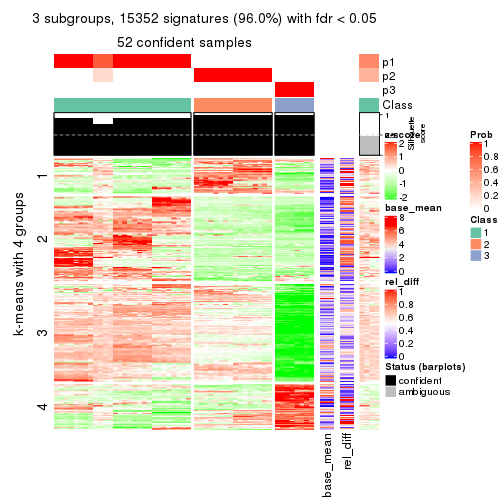 3 subgroups, 15352 signatures (96.0%) with fdr < 0.05
52 confident samples
p1
p2
p3
Class
1
Silhouette
score
z-score
2
1
0
-1
-2
Prob
1
0.8
0.6
0.4
0.2
0
base_mean
8
6
4
2
0
Class
1
2
3
rel_diff
1
0.8
0.6
0.4
0.2
0
Status (barplots)
confident
ambiguous
k-means with 4 groups
1
2
3
4
base_mean
rel_diff